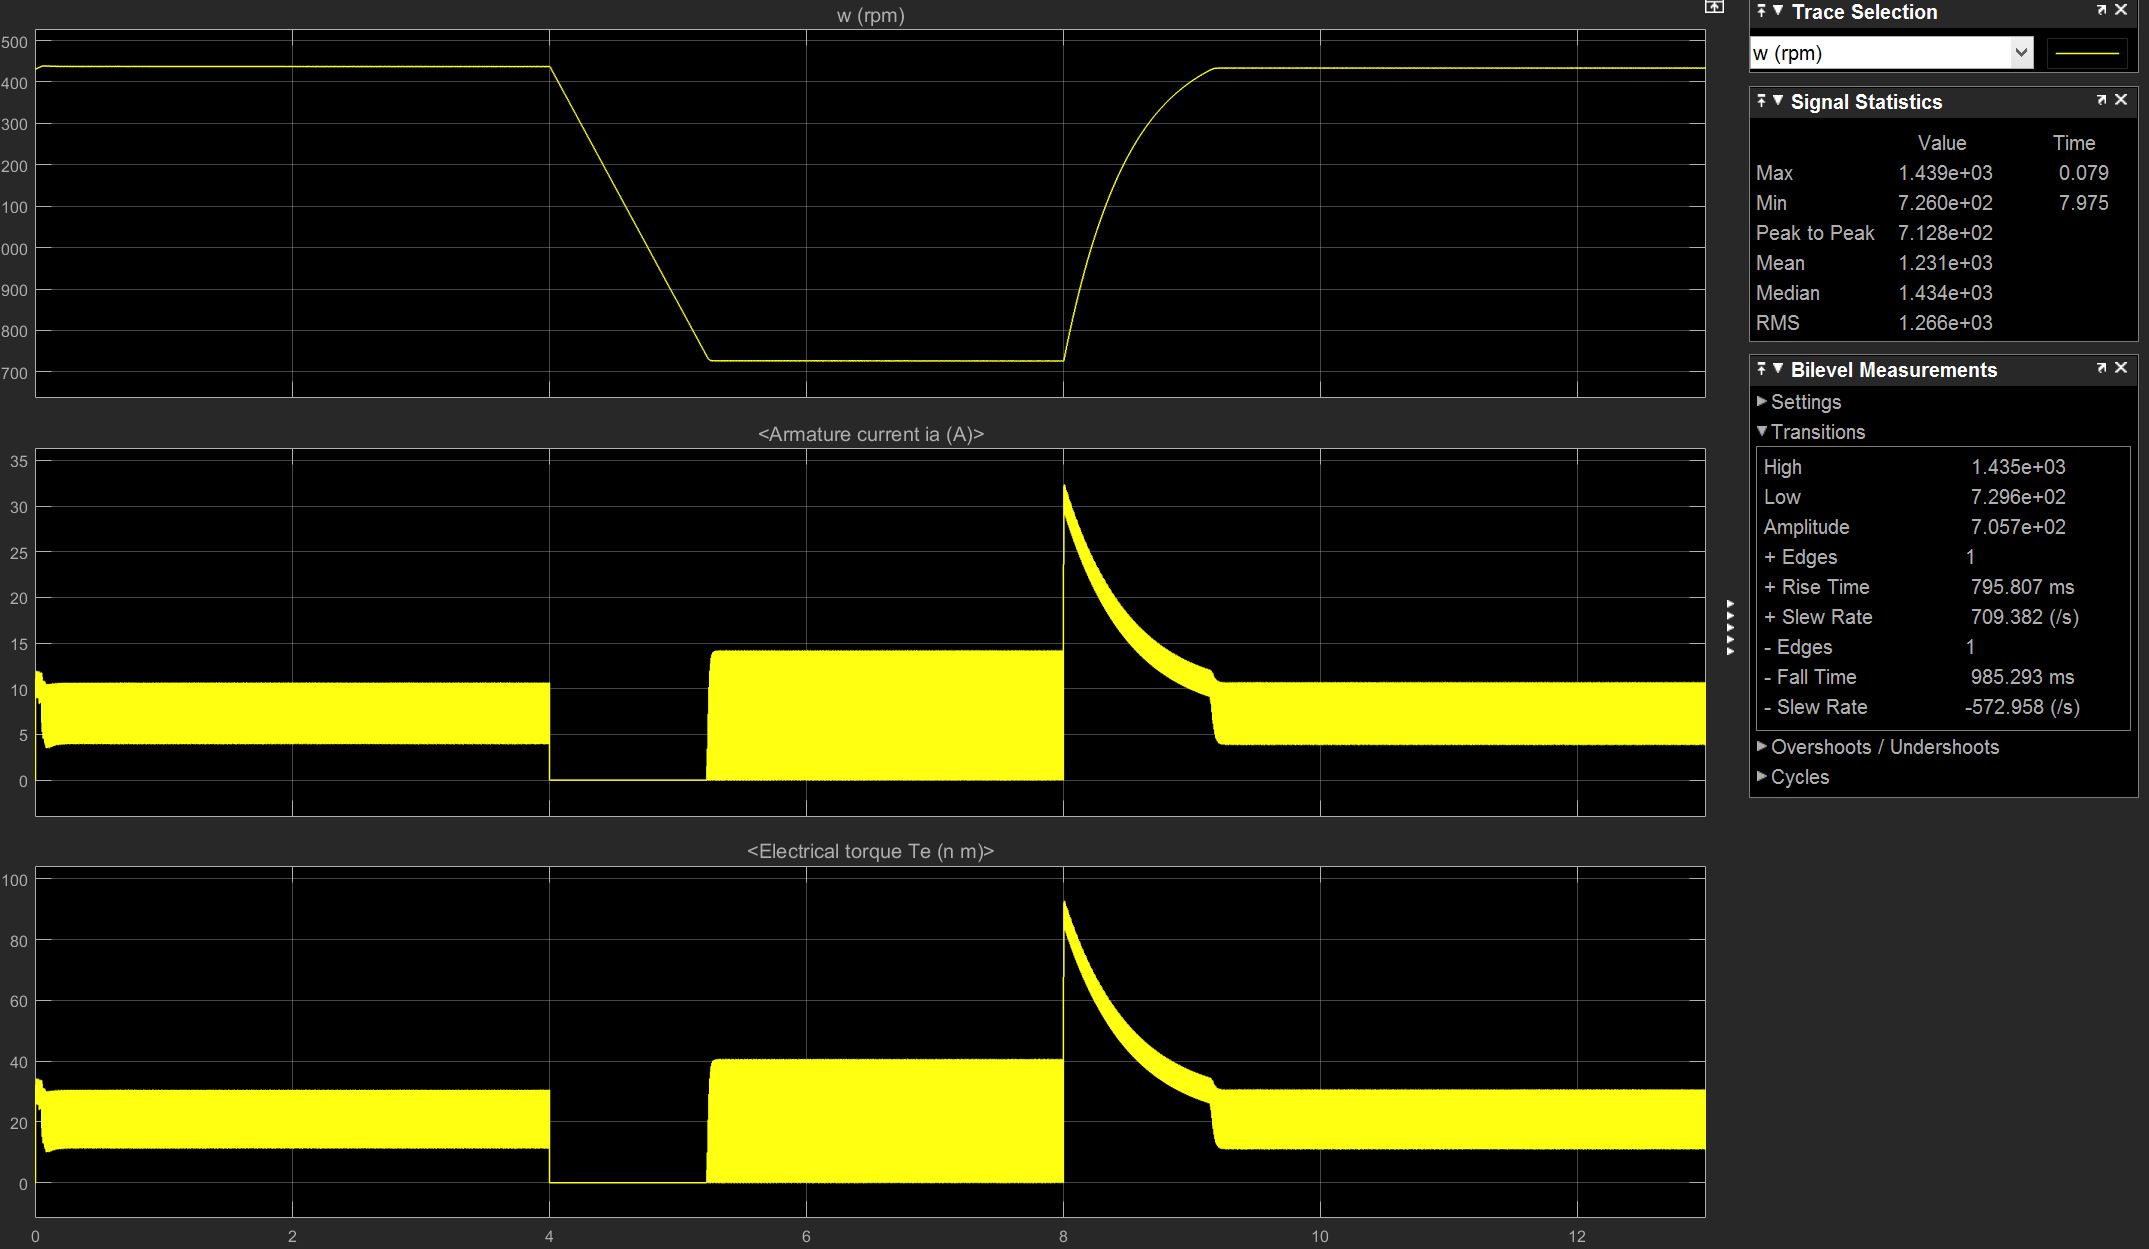 w (rpm)
500
400
300
200
100
000
900
800
700
<Armature current ia (A)>
35
30
25
20
15
10
5
0
<Electrical torque Te (n m)>
100
80
60
40
20
0
0 2 4 6 8 10 12
Trace Selection
w (rpm)
Signal Statistics
Value Time
Max 1.439e+03 0.079
Min 7.260e+02 7.975
Peak to Peak 7.128e+02
Mean 1.231e+03
Median 1.434e+03
RMS 1.266e+03
Bilevel Measurements
Settings
Transitions
High 1.435e+03
Low 7.296e+02
Amplitude 7.057e+02
+ Edges 1
+ Rise Time 795.807 ms
+ Slew Rate 709.382 (/s)
- Edges 1
- Fall Time 985.293 ms
- Slew Rate -572.958 (/s)
Overshoots / Undershoots
Cycles